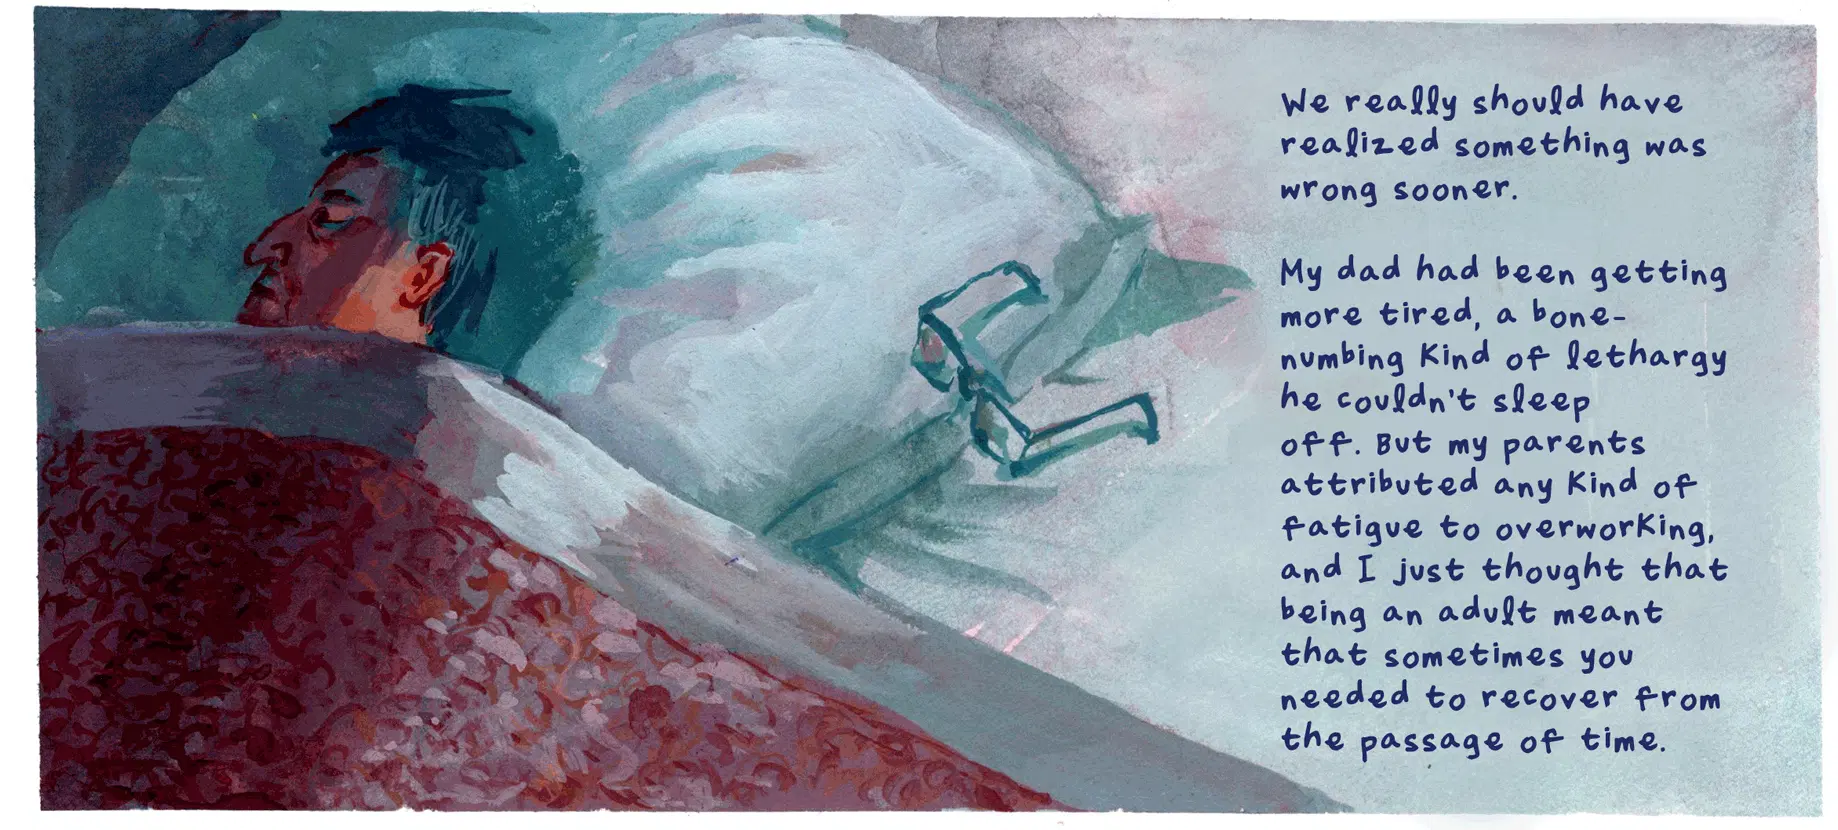 We really should have
realized something was
wrong sooner.
My dad had been getting
more tired, a bone-
numbing kind of lethargy
he couldn't sleep
off. But my parents
attributed any kind of
fatigue to overworking,
and I just thought that
being an adult meant
that sometimes you
needed to recover from
the passage of time.